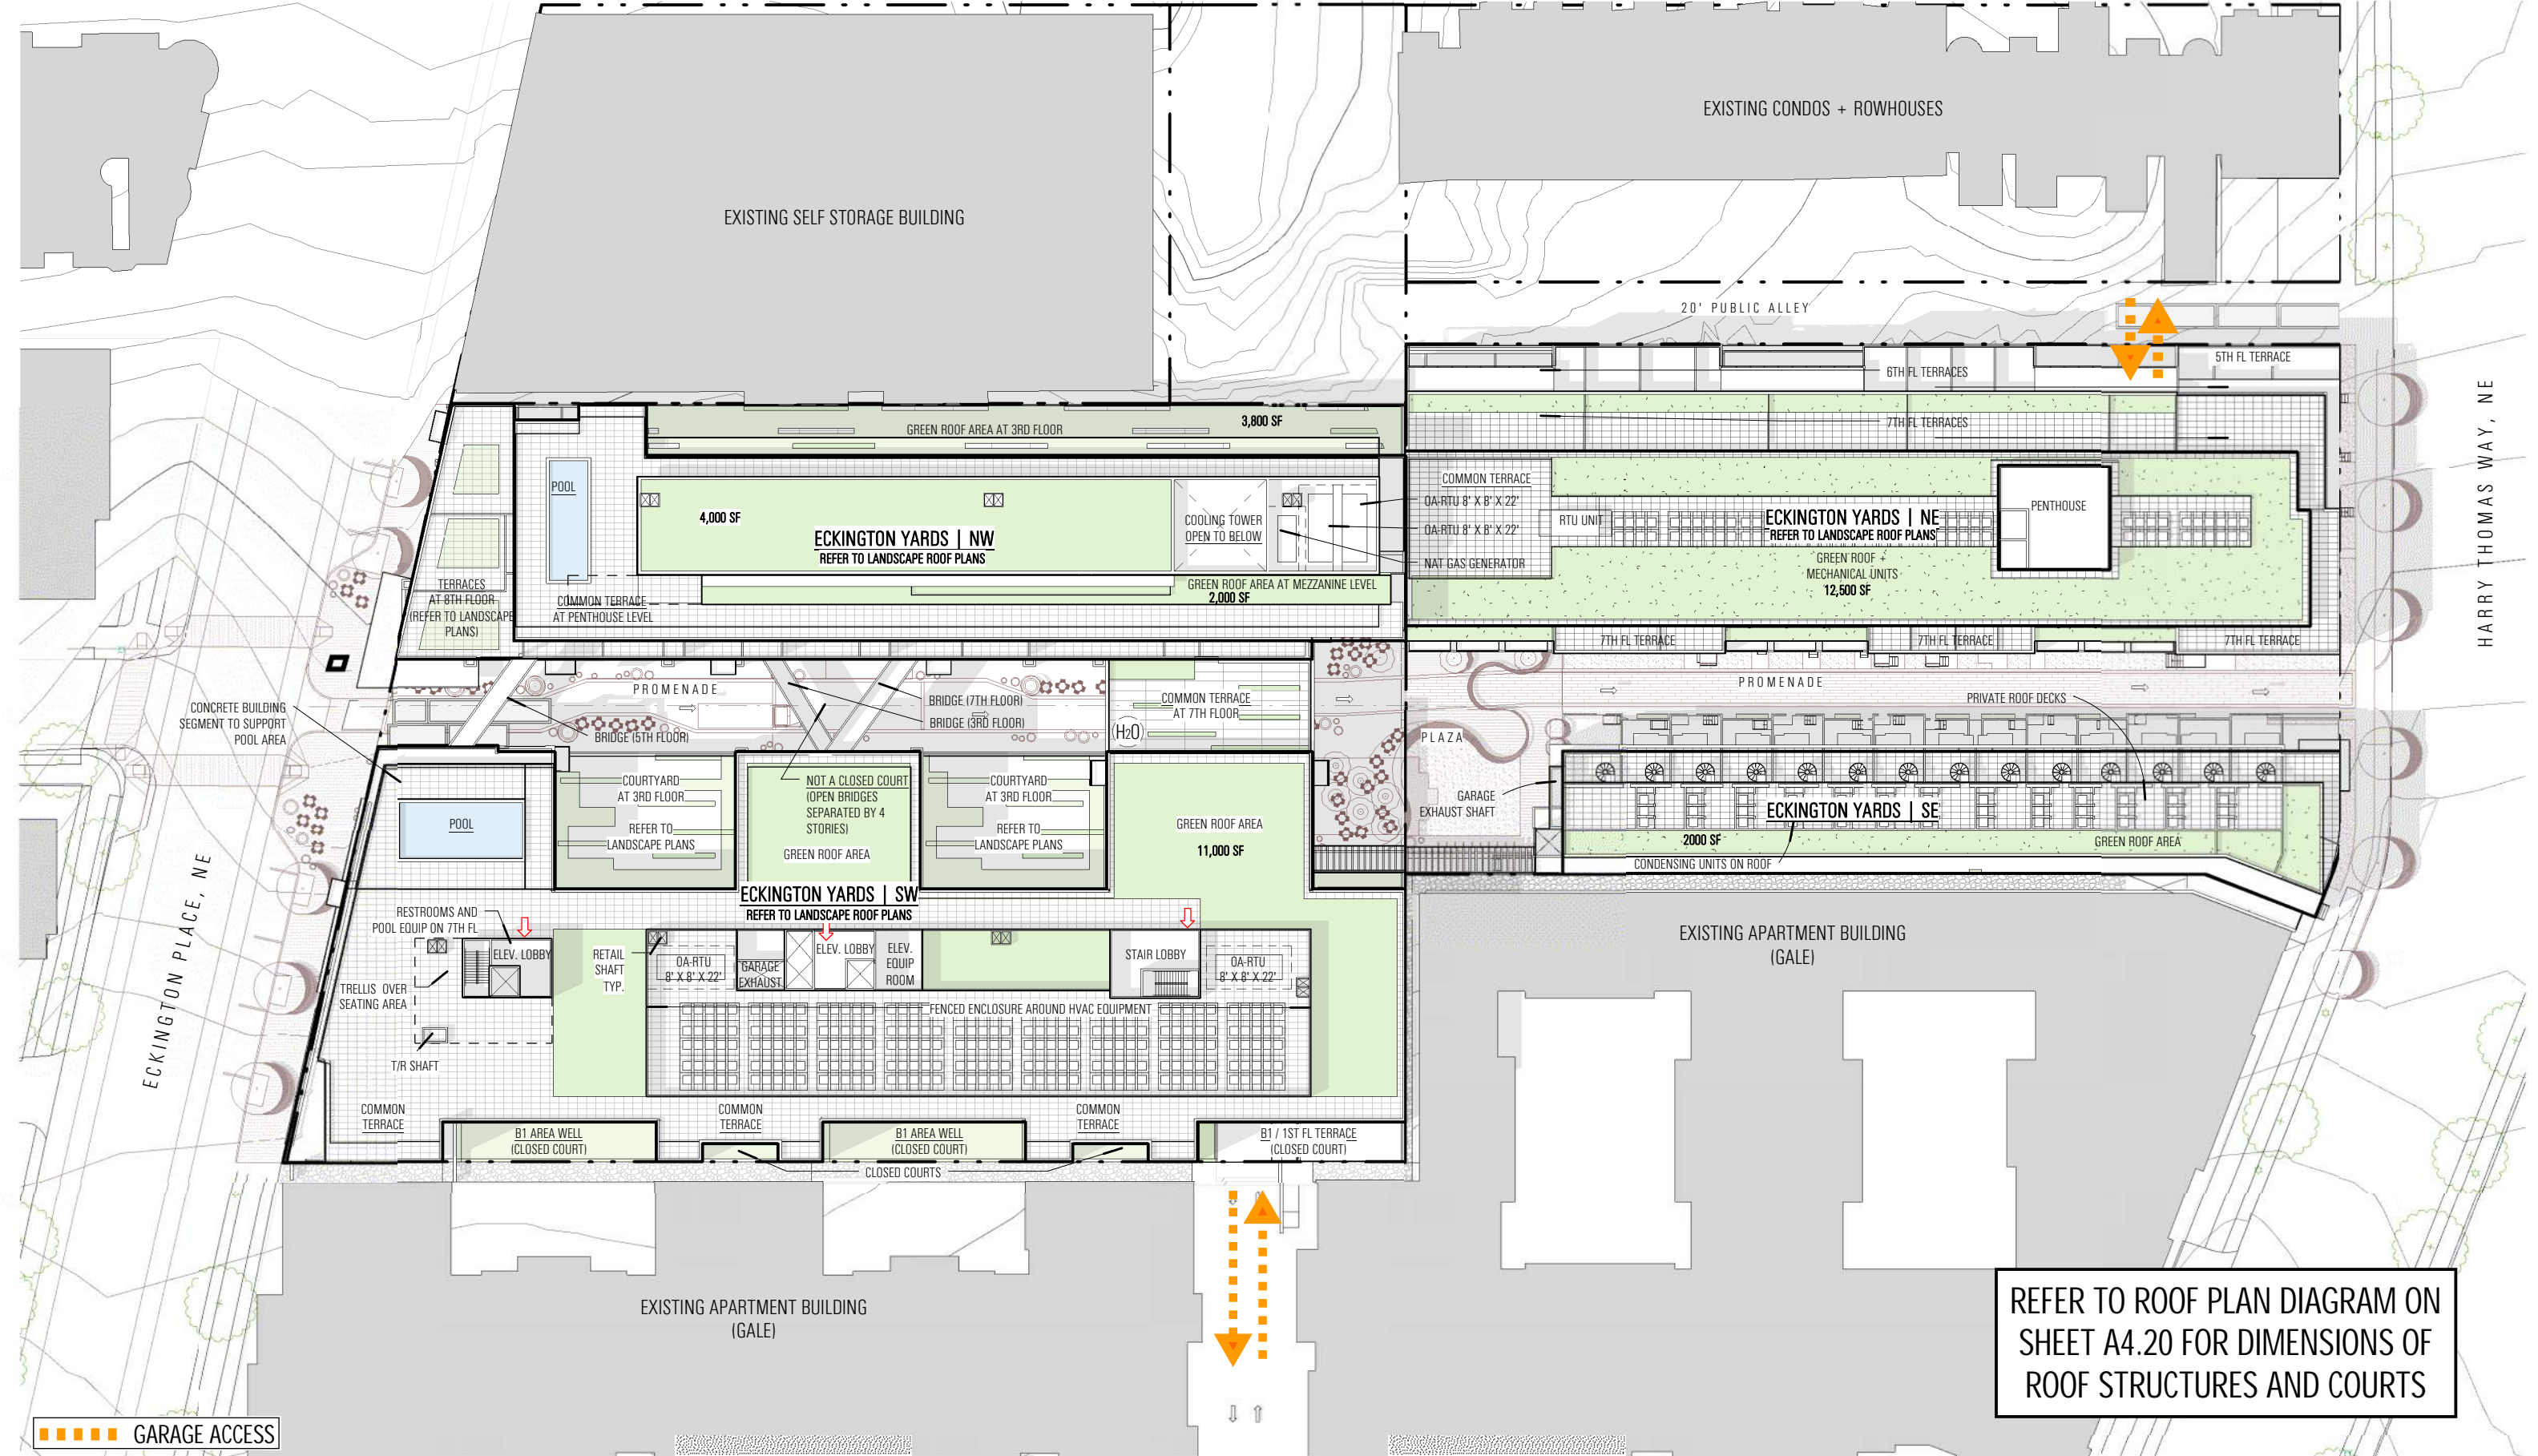 EXISTING CONDOS + ROWHOUSES
EXISTING SELF STORAGE BUILDING
20' PUBLIC ALLEY
5TH FL TERRACE
6TH FL TERRACES
7TH FL TERRACES
HARRY THOMAS WAY, NE
3,800 SF
GREEN ROOF AREA AT 3RD FLOOR
POOL
4,000 SF
ECKINGTON YARDS | NW
REFER TO LANDSCAPE ROOF PLANS
COOLING TOWER
OPEN TO BELOW
COMMON TERRACE
OA-RTU 8' X 8' X 22'
OA-RTU 8' X 8' X 22'
NAT GAS GENERATOR
RTU UNIT
ECKINGTON YARDS | NE
REFER TO LANDSCAPE ROOF PLANS
PENTHOUSE
GREEN ROOF +
MECHANICAL UNITS
12,500 SF
TERRACES
AT 8TH FLOOR
(REFER TO LANDSCAPE
PLANS)
COMMON TERRACE
AT PENTHOUSE LEVEL
GREEN ROOF AREA AT MEZZANINE LEVEL
2,000 SF
7TH FL TERRACE
7TH FL TERRACE
7TH FL TERRACE
CONCRETE BUILDING
SEGMENT TO SUPPORT
POOL AREA
PROMENADE
BRIDGE (7TH FLOOR)
BRIDGE (3RD FLOOR)
BRIDGE (5TH FLOOR)
COMMON TERRACE
AT 7TH FLOOR
(H2O)
PROMENADE
PRIVATE ROOF DECKS
PLAZA
GARAGE
EXHAUST SHAFT
ECKINGTON YARDS | SE
2000 SF
GREEN ROOF AREA
CONDENSING UNITS ON ROOF
POOL
COURTYARD
AT 3RD FLOOR
REFER TO
LANDSCAPE PLANS
NOT A CLOSED COURT
(OPEN BRIDGES
SEPARATED BY 4
STORIES)
GREEN ROOF AREA
COURTYARD
AT 3RD FLOOR
REFER TO
LANDSCAPE PLANS
GREEN ROOF AREA
11,000 SF
ECKINGTON PLACE, NE
ECKINGTON YARDS | SW
REFER TO LANDSCAPE ROOF PLANS
RESTROOMS AND
POOL EQUIP ON 7TH FL
ELEV. LOBBY
RETAIL
SHAFT
TYP.
OA-RTU
8' X 8' X 22'
GARAGE
EXHAUST
ELEV. LOBBY
ELEV.
EQUIP
ROOM
STAIR LOBBY
OA-RTU
8' X 8' X 22'
TRELLIS OVER
SEATING AREA
FENCED ENCLOSURE AROUND HVAC EQUIPMENT
T/R SHAFT
COMMON
TERRACE
COMMON
TERRACE
COMMON
TERRACE
B1 AREA WELL
(CLOSED COURT)
B1 AREA WELL
(CLOSED COURT)
B1 / 1ST FL TERRACE
(CLOSED COURT)
CLOSED COURTS
EXISTING APARTMENT BUILDING
(GALE)
EXISTING APARTMENT BUILDING
(GALE)
REFER TO ROOF PLAN DIAGRAM ON
SHEET A4.20 FOR DIMENSIONS OF
ROOF STRUCTURES AND COURTS
GARAGE ACCESS